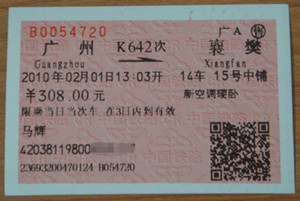 B0054720 广A 州
广州 K642次 襄樊
Guangzhou Xiangfan
2010年02月01日13:03开 14车 15号中铺
¥308.00元 新空调硬卧
限乘当日当次车 在3日内到有效
马辉
42038119800
23693200470124 B054720